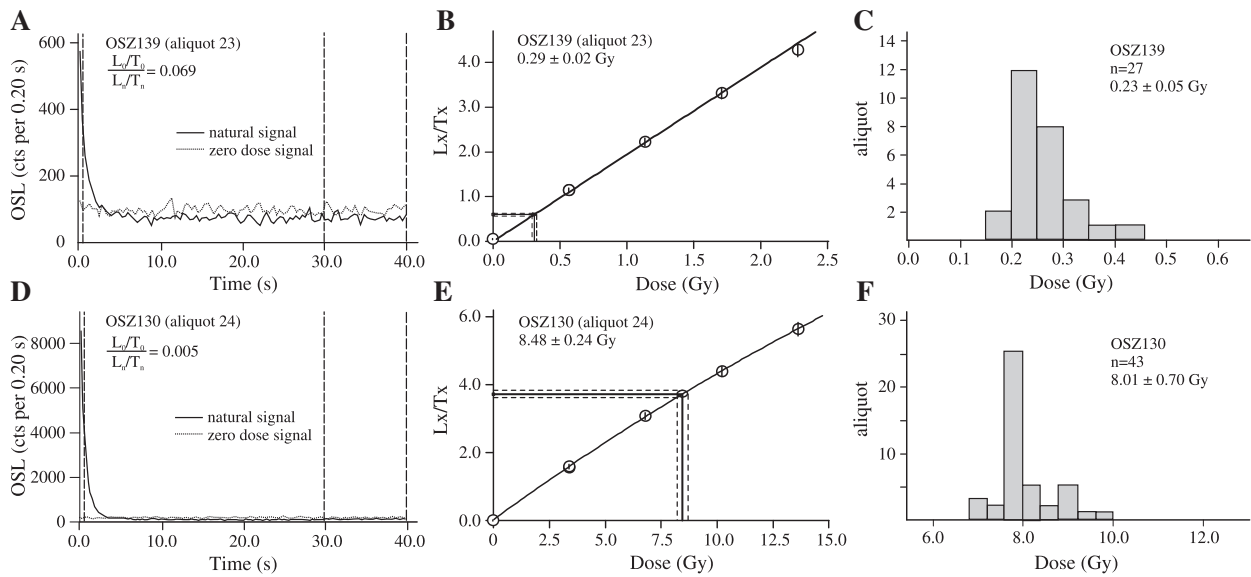 A
OSL (cts per 0.20 s)
600
400
200
0
OSZ139 (aliquot 23)
L₀/T₀
Lₙ/Tₙ
= 0.069
natural signal
zero dose signal
0.0 10.0 20.0 30.0 40.0
Time (s)
B
Lx/Tx
4.0
3.0
2.0
1.0
0.0
OSZ139 (aliquot 23)
0.29 ± 0.02 Gy
0.0 0.5 1.0 1.5 2.0 2.5
Dose (Gy)
C
aliquot
14
12
10
8
6
4
2
OSZ139
n=27
0.23 ± 0.05 Gy
0.0 0.1 0.2 0.3 0.4 0.5 0.6
Dose (Gy)
D
OSL (cts per 0.20 s)
8000
6000
4000
2000
0
OSZ130 (aliquot 24)
L₀/T₀
Lₙ/Tₙ
= 0.005
natural signal
zero dose signal
0.0 10.0 20.0 30.0 40.0
Time (s)
E
Lx/Tx
6.0
4.0
2.0
0.0
OSZ130 (aliquot 24)
8.48 ± 0.24 Gy
0 2.5 5.0 7.5 10.0 12.5 15.0
Dose (Gy)
F
aliquot
30
20
10
OSZ130
n=43
8.01 ± 0.70 Gy
6.0 8.0 10.0 12.0
Dose (Gy)